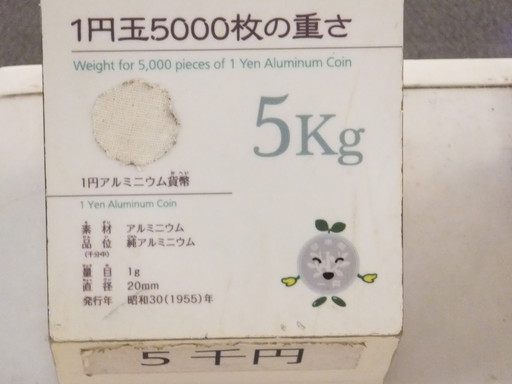 1円玉5000枚の重さ
Weight for 5,000 pieces of 1 Yen Aluminum Coin
5Kg
1円アルミニウム貨幣
1 Yen Aluminum Coin
素材 アルミニウム
品位 純アルミニウム
(千分中)
量目 1g
直径 20mm
発行年 昭和30(1955)年
5千円